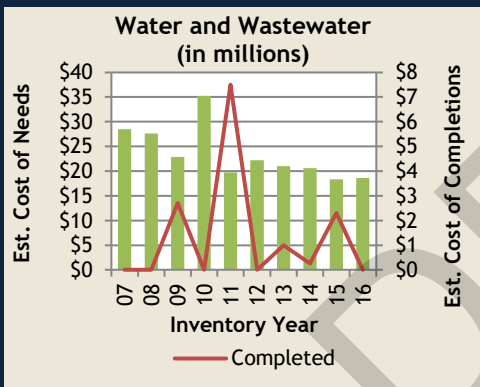 Water and Wastewater
(in millions)
Est. Cost of Needs
$40
$35
$30
$25
$20
$15
$10
$5
$0
$8
$7
$6
$5
$4
$3
$2
$1
$0
Est. Cost of Completions
07 08 09 10 11 12 13 14 15 16
Inventory Year
Completed